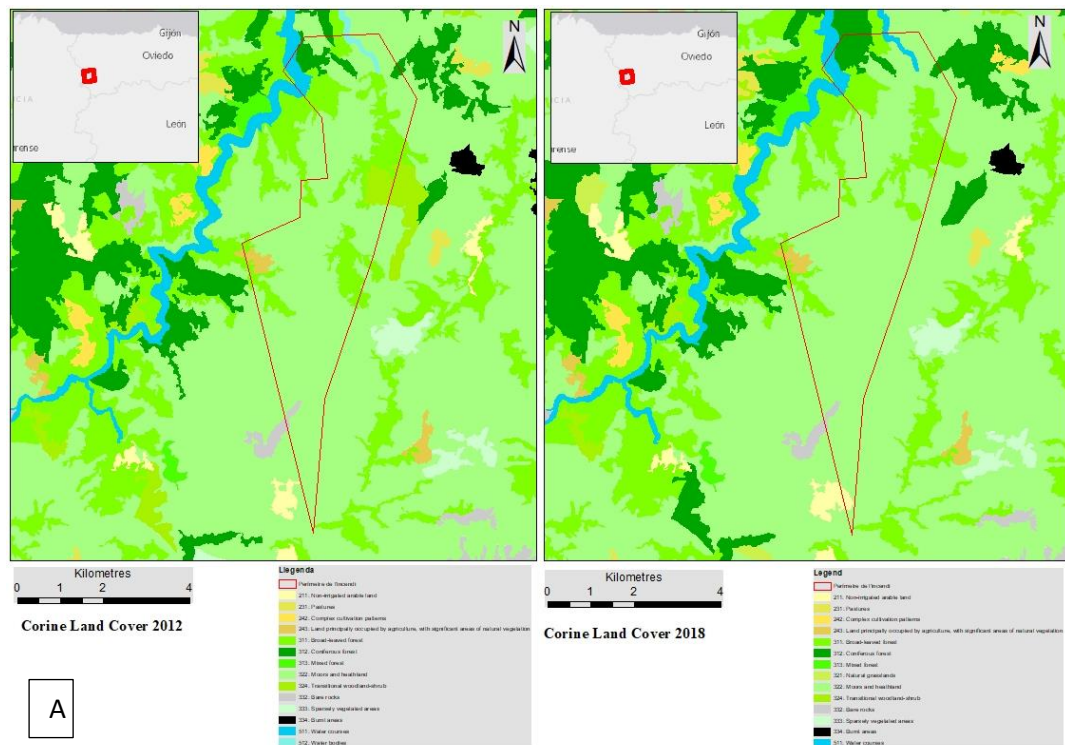 Gijón
Oviedo
ICIA
León
irense
N
Kilometres
0 1 2 4
Corine Land Cover 2012
A
Llegenda
Perímetre de l'incendi
211: Non-irrigated arable land
231: Pastures
242: Complex cultivation patterns
243: Land principally occupied by agriculture, with significant areas of natural vegetation
311: Broad-leaved forest
312: Coniferous forest
313: Mixed forest
322: Moors and heathland
324: Transitional woodland-shrub
332: Bare rocks
333: Sparsely vegetated areas
334: Burnt areas
511: Water courses
512: Water bodies
Gijón
Oviedo
ICIA
León
irense
N
Kilometres
0 1 2 4
Corine Land Cover 2018
Legend
Perimetre de l'incendi
211: Non-irrigated arable land
231: Pastures
242: Complex cultivation patterns
243: Land principally occupied by agriculture, with significant areas of natural vegetation
311: Broad-leaved forest
312: Coniferous forest
313: Mixed forest
321: Natural grasslands
322: Moors and heathland
324: Transitional woodland-shrub
332: Bare rocks
333: Sparsely vegetated areas
334: Burnt areas
511: Water courses